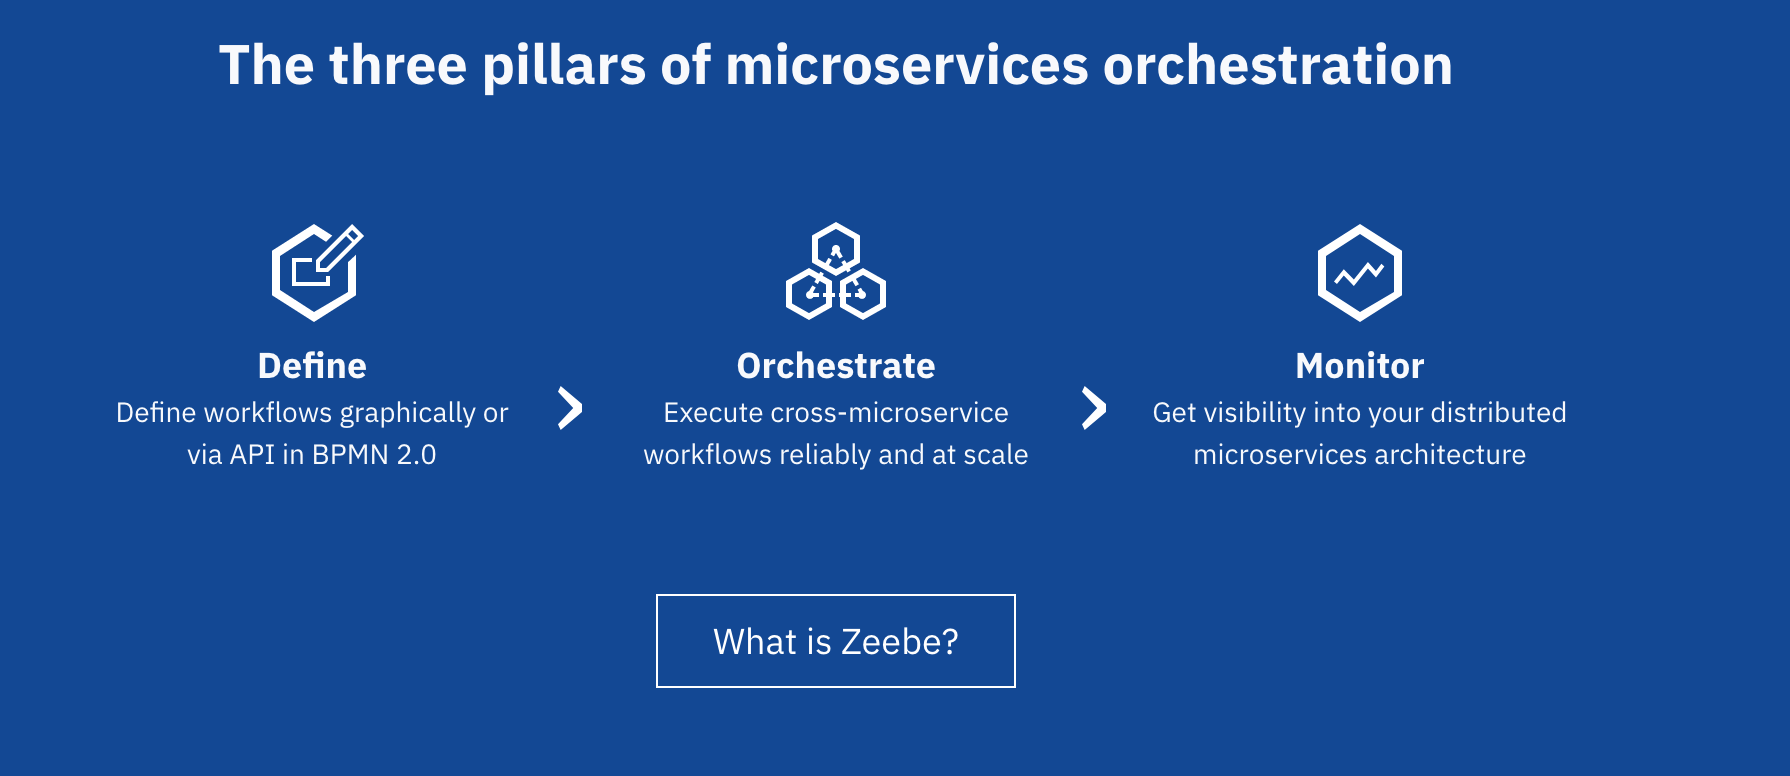 The three pillars of microservices orchestration
Define
Define workflows graphically or
via API in BPMN 2.0
Orchestrate
Execute cross-microservice
workflows reliably and at scale
Monitor
Get visibility into your distributed
microservices architecture
What is Zeebe?